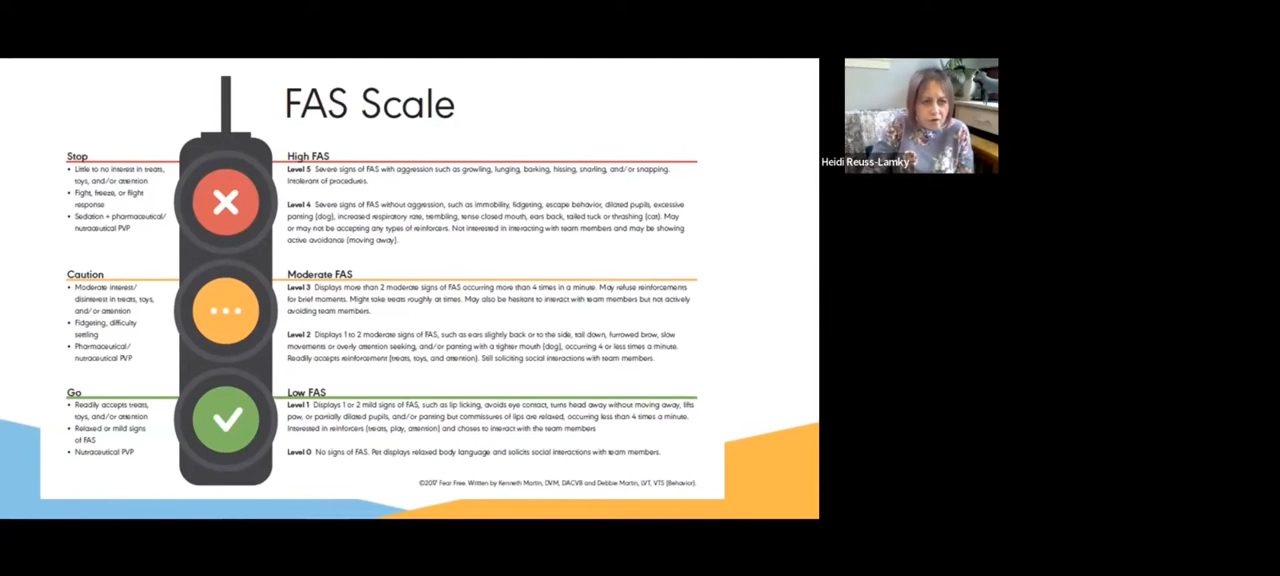 FAS Scale
Stop
• Little to no interest in treats,
toys, and/or attention
• Fight, freeze, or flight
response
• Sedation + pharmaceutical/
nutraceutical PVP
High FAS
Level 5 Severe signs of FAS with aggression such as growling, lunging, barking, hissing, snarling, and/or snapping.
Intolerant of procedures.
Level 4 Severe signs of FAS without aggression, such as immobility, fidgeting, escape behavior, dilated pupils, excessive
panting (dog), increased respiratory rate, trembling, tense closed mouth, ears back, tailed tuck or thrashing (cat). May
or may not be accepting any types of reinforcers. Not interested in interacting with team members and may be showing
active avoidance (moving away).
Caution
• Moderate interest/
disinterest in treats, toys,
and/or attention
• Fidgeting, difficulty
settling
• Pharmaceutical/
nutraceutical PVP
Moderate FAS
Level 3 Displays more than 2 moderate signs of FAS occurring more than 4 times in a minute. May refuse reinforcements
for brief moments. Might take treats roughly at times. May also be hesitant to interact with team members but not actively
avoiding team members.
Level 2 Displays 1 to 2 moderate signs of FAS, such as ears slightly back or to the side, tail down, furrowed brow, slow
movements or overly attention seeking, and/or panting with a tighter mouth (dog), occurring 4 or less times a minute.
Readily accepts reinforcement (treats, toys, and attention). Still soliciting social interactions with team members.
Go
• Readily accepts treats,
toys, and/or attention
• Relaxed or mild signs
of FAS
• Nutraceutical PVP
Low FAS
Level 1 Displays 1 or 2 mild signs of FAS, such as lip licking, avoids eye contact, turns head away without moving away, lifts
paw, or partially dilated pupils, and/or panting but commissures of lips are relaxed, occurring less than 4 times a minute.
Interested in reinforcers (treats, play, attention) and choses to interact with the team members
Level 0 No signs of FAS. Pet displays relaxed body language and solicits social interactions with team members.
©2017 Fear Free. Written by Kenneth Martin, DVM, DACVB and Debbie Martin, LVT, VTS (Behavior).
Heidi Reuss-Lamky